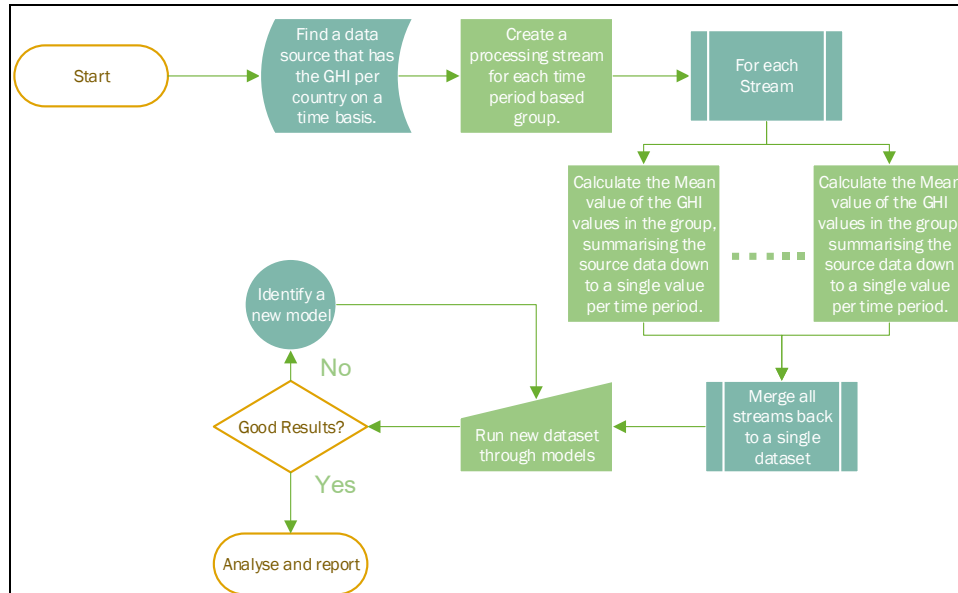 Start
Find a data
source that has
the GHI per
country on a
time basis.
Create a
processing stream
for each time
period based
group.
For each
Stream
Calculate the Mean
value of the GHI
values in the group,
summarising the
source data down
to a single value
per time period.
Calculate the Mean
value of the GHI
values in the group
summarising the
source data down
to a single value
per time period.
Identify a
new model
No
Good Results?
Yes
Run new dataset
through models
Merge all
streams back
to a single
dataset
Analyse and report